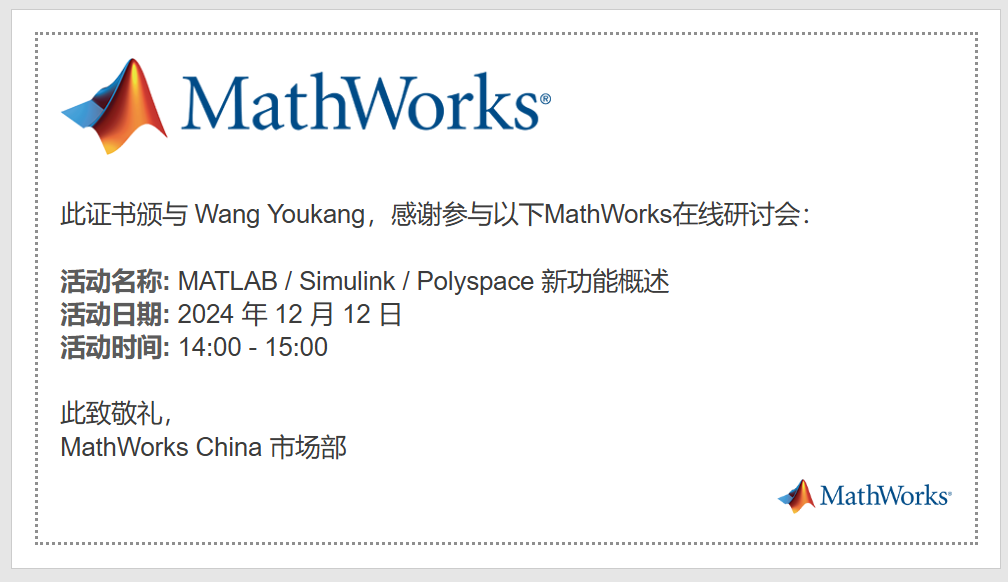 MathWorks®
此证书颁与 Wang Youkang，感谢参与以下MathWorks在线研讨会：
活动名称: MATLAB / Simulink / Polyspace 新功能概述
活动日期: 2024 年 12 月 12 日
活动时间: 14:00 - 15:00
此致敬礼，
MathWorks China 市场部
MathWorks®